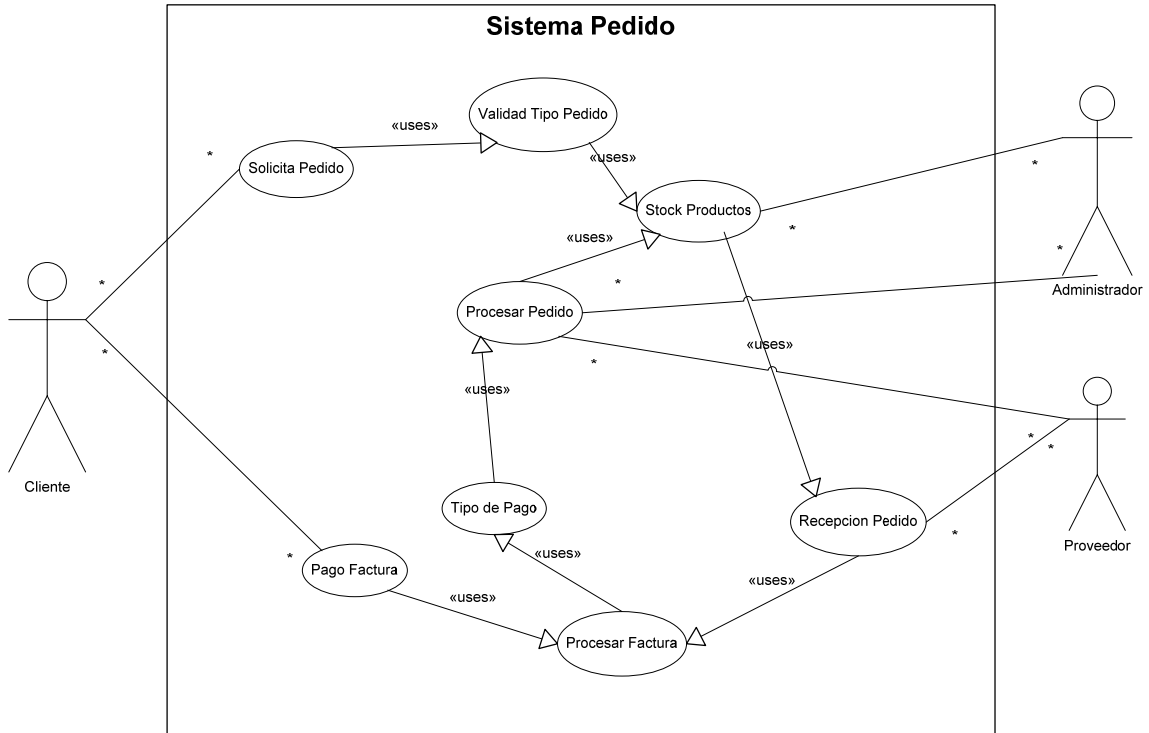 Sistema Pedido
Validad Tipo Pedido
«uses»
*
«uses»
Solicita Pedido
*
Stock Productos
*
«uses»
*
*
*
Administrador
Procesar Pedido
«uses»
*
*
«uses»
*
*
Cliente
Tipo de Pago
Recepcion Pedido
*
Proveedor
*
«uses»
Pago Factura
«uses»
«uses»
Procesar Factura